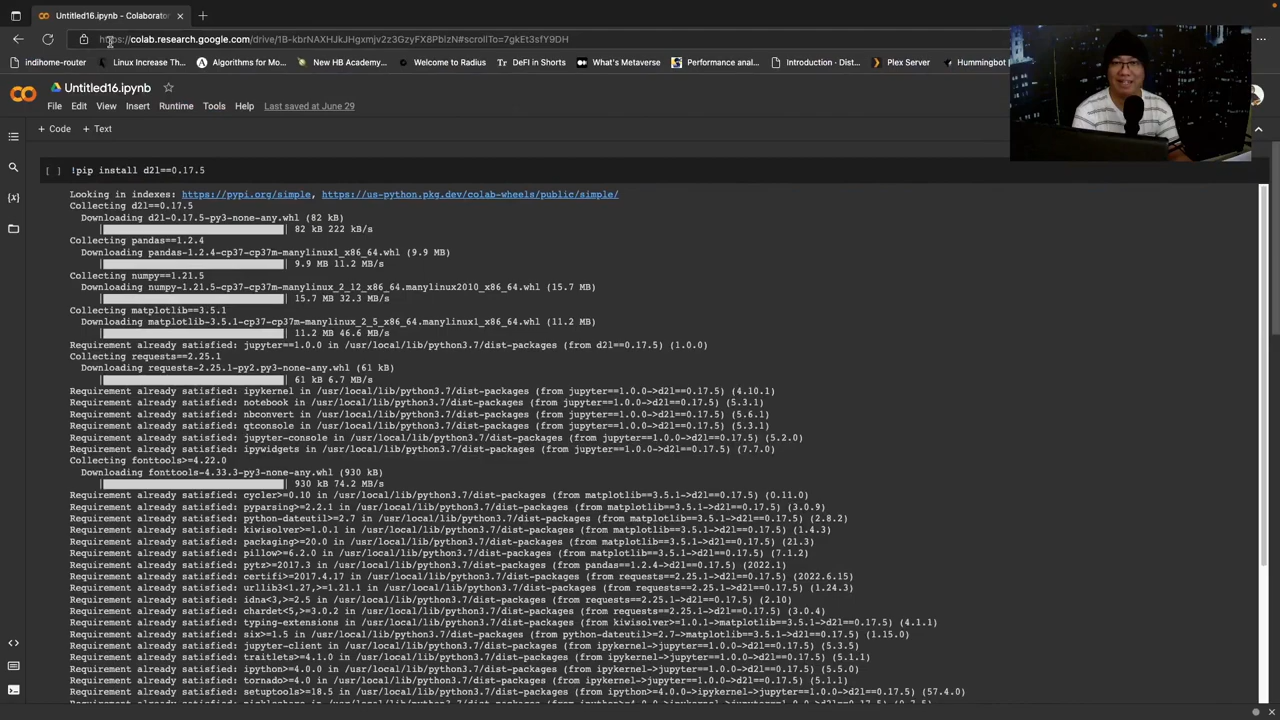 Untitled16.ipynb - Colaborator
https://colab.research.google.com/drive/1B-kbrNAXHJkJHgxmjv2z3GzyFX8PbizN#scrollTo=7gkEt3sfY9DH
indihome-router
Linux Increase Th...
Algorithms for Mo...
New HB Academy...
Welcome to Radius
DeFI in Shorts
What's Metaverse
Performance anal...
Introduction · Dist...
Plex Server
Hummingbot
Untitled16.ipynb
File Edit View Insert Runtime Tools Help Last saved at June 29
+ Code + Text
[ ] !pip install d2l==0.17.5
Looking in indexes: https://pypi.org/simple, https://us-python.pkg.dev/colab-wheels/public/simple/
Collecting d2l==0.17.5
Downloading d2l-0.17.5-py3-none-any.whl (82 kB)
82 kB 222 kB/s
Collecting pandas==1.2.4
Downloading pandas-1.2.4-cp37-cp37m-manylinux1_x86_64.whl (9.9 MB)
9.9 MB 11.2 MB/s
Collecting numpy==1.21.5
Downloading numpy-1.21.5-cp37-cp37m-manylinux_2_12_x86_64.manylinux2010_x86_64.whl (15.7 MB)
15.7 MB 32.3 MB/s
Collecting matplotlib==3.5.1
Downloading matplotlib-3.5.1-cp37-cp37m-manylinux_2_5_x86_64.manylinux1_x86_64.whl (11.2 MB)
11.2 MB 46.6 MB/s
Requirement already satisfied: jupyter==1.0.0 in /usr/local/lib/python3.7/dist-packages (from d2l==0.17.5) (1.0.0)
Collecting requests==2.25.1
Downloading requests-2.25.1-py2.py3-none-any.whl (61 kB)
61 kB 6.7 MB/s
Requirement already satisfied: ipykernel in /usr/local/lib/python3.7/dist-packages (from jupyter==1.0.0->d2l==0.17.5) (4.10.1)
Requirement already satisfied: notebook in /usr/local/lib/python3.7/dist-packages (from jupyter==1.0.0->d2l==0.17.5) (5.3.1)
Requirement already satisfied: nbconvert in /usr/local/lib/python3.7/dist-packages (from jupyter==1.0.0->d2l==0.17.5) (5.6.1)
Requirement already satisfied: qtconsole in /usr/local/lib/python3.7/dist-packages (from jupyter==1.0.0->d2l==0.17.5) (5.3.1)
Requirement already satisfied: jupyter-console in /usr/local/lib/python3.7/dist-packages (from jupyter==1.0.0->d2l==0.17.5) (5.2.0)
Requirement already satisfied: ipywidgets in /usr/local/lib/python3.7/dist-packages (from jupyter==1.0.0->d2l==0.17.5) (7.7.0)
Collecting fonttools>=4.22.0
Downloading fonttools-4.33.3-py3-none-any.whl (930 kB)
930 kB 74.2 MB/s
Requirement already satisfied: cycler>=0.10 in /usr/local/lib/python3.7/dist-packages (from matplotlib==3.5.1->d2l==0.17.5) (0.11.0)
Requirement already satisfied: pyparsing>=2.2.1 in /usr/local/lib/python3.7/dist-packages (from matplotlib==3.5.1->d2l==0.17.5) (3.0.9)
Requirement already satisfied: python-dateutil>=2.7 in /usr/local/lib/python3.7/dist-packages (from matplotlib==3.5.1->d2l==0.17.5) (2.8.2)
Requirement already satisfied: kiwisolver>=1.0.1 in /usr/local/lib/python3.7/dist-packages (from matplotlib==3.5.1->d2l==0.17.5) (1.4.3)
Requirement already satisfied: packaging>=20.0 in /usr/local/lib/python3.7/dist-packages (from matplotlib==3.5.1->d2l==0.17.5) (21.3)
Requirement already satisfied: pillow>=6.2.0 in /usr/local/lib/python3.7/dist-packages (from matplotlib==3.5.1->d2l==0.17.5) (7.1.2)
Requirement already satisfied: pytz>=2017.3 in /usr/local/lib/python3.7/dist-packages (from pandas==1.2.4->d2l==0.17.5) (2022.1)
Requirement already satisfied: certifi>=2017.4.17 in /usr/local/lib/python3.7/dist-packages (from requests==2.25.1->d2l==0.17.5) (2022.6.15)
Requirement already satisfied: urllib3<1.27,>=1.21.1 in /usr/local/lib/python3.7/dist-packages (from requests==2.25.1->d2l==0.17.5) (1.24.3)
Requirement already satisfied: idna<3,>=2.5 in /usr/local/lib/python3.7/dist-packages (from requests==2.25.1->d2l==0.17.5) (2.10)
Requirement already satisfied: chardet<5,>=3.0.2 in /usr/local/lib/python3.7/dist-packages (from requests==2.25.1->d2l==0.17.5) (3.0.4)
Requirement already satisfied: typing-extensions in /usr/local/lib/python3.7/dist-packages (from kiwisolver>=1.0.1->matplotlib==3.5.1->d2l==0.17.5) (4.1.1)
Requirement already satisfied: six>=1.5 in /usr/local/lib/python3.7/dist-packages (from python-dateutil>=2.7->matplotlib==3.5.1->d2l==0.17.5) (1.15.0)
Requirement already satisfied: jupyter-client in /usr/local/lib/python3.7/dist-packages (from ipykernel->jupyter==1.0.0->d2l==0.17.5) (5.3.5)
Requirement already satisfied: traitlets>=4.1.0 in /usr/local/lib/python3.7/dist-packages (from ipykernel->jupyter==1.0.0->d2l==0.17.5) (5.1.1)
Requirement already satisfied: ipython>=4.0.0 in /usr/local/lib/python3.7/dist-packages (from ipykernel->jupyter==1.0.0->d2l==0.17.5) (5.5.0)
Requirement already satisfied: tornado>=4.0 in /usr/local/lib/python3.7/dist-packages (from ipykernel->jupyter==1.0.0->d2l==0.17.5) (5.1.1)
Requirement already satisfied: setuptools>=18.5 in /usr/local/lib/python3.7/dist-packages (from ipython>=4.0.0->ipykernel->jupyter==1.0.0->d2l==0.17.5) (57.4.0)